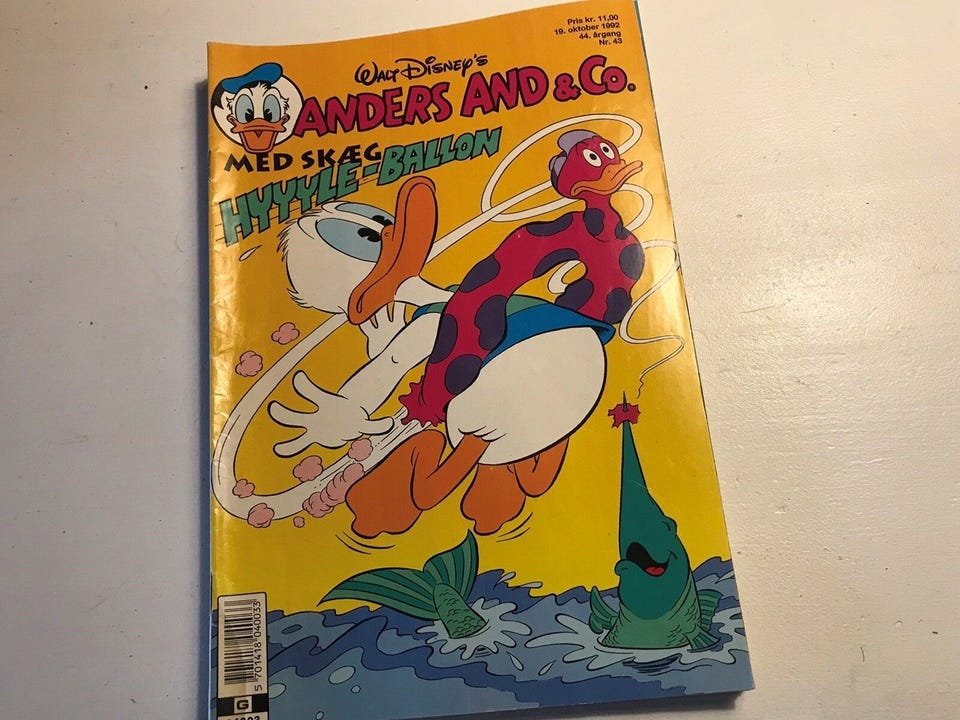 Pris kr. 11,00
19. oktober 1992
44. årgang
Nr. 43
WALT DISNEY'S
ANDERS AND & Co.
MED SKÆG
HYYYLE-BALLON
5 701418 040033
G